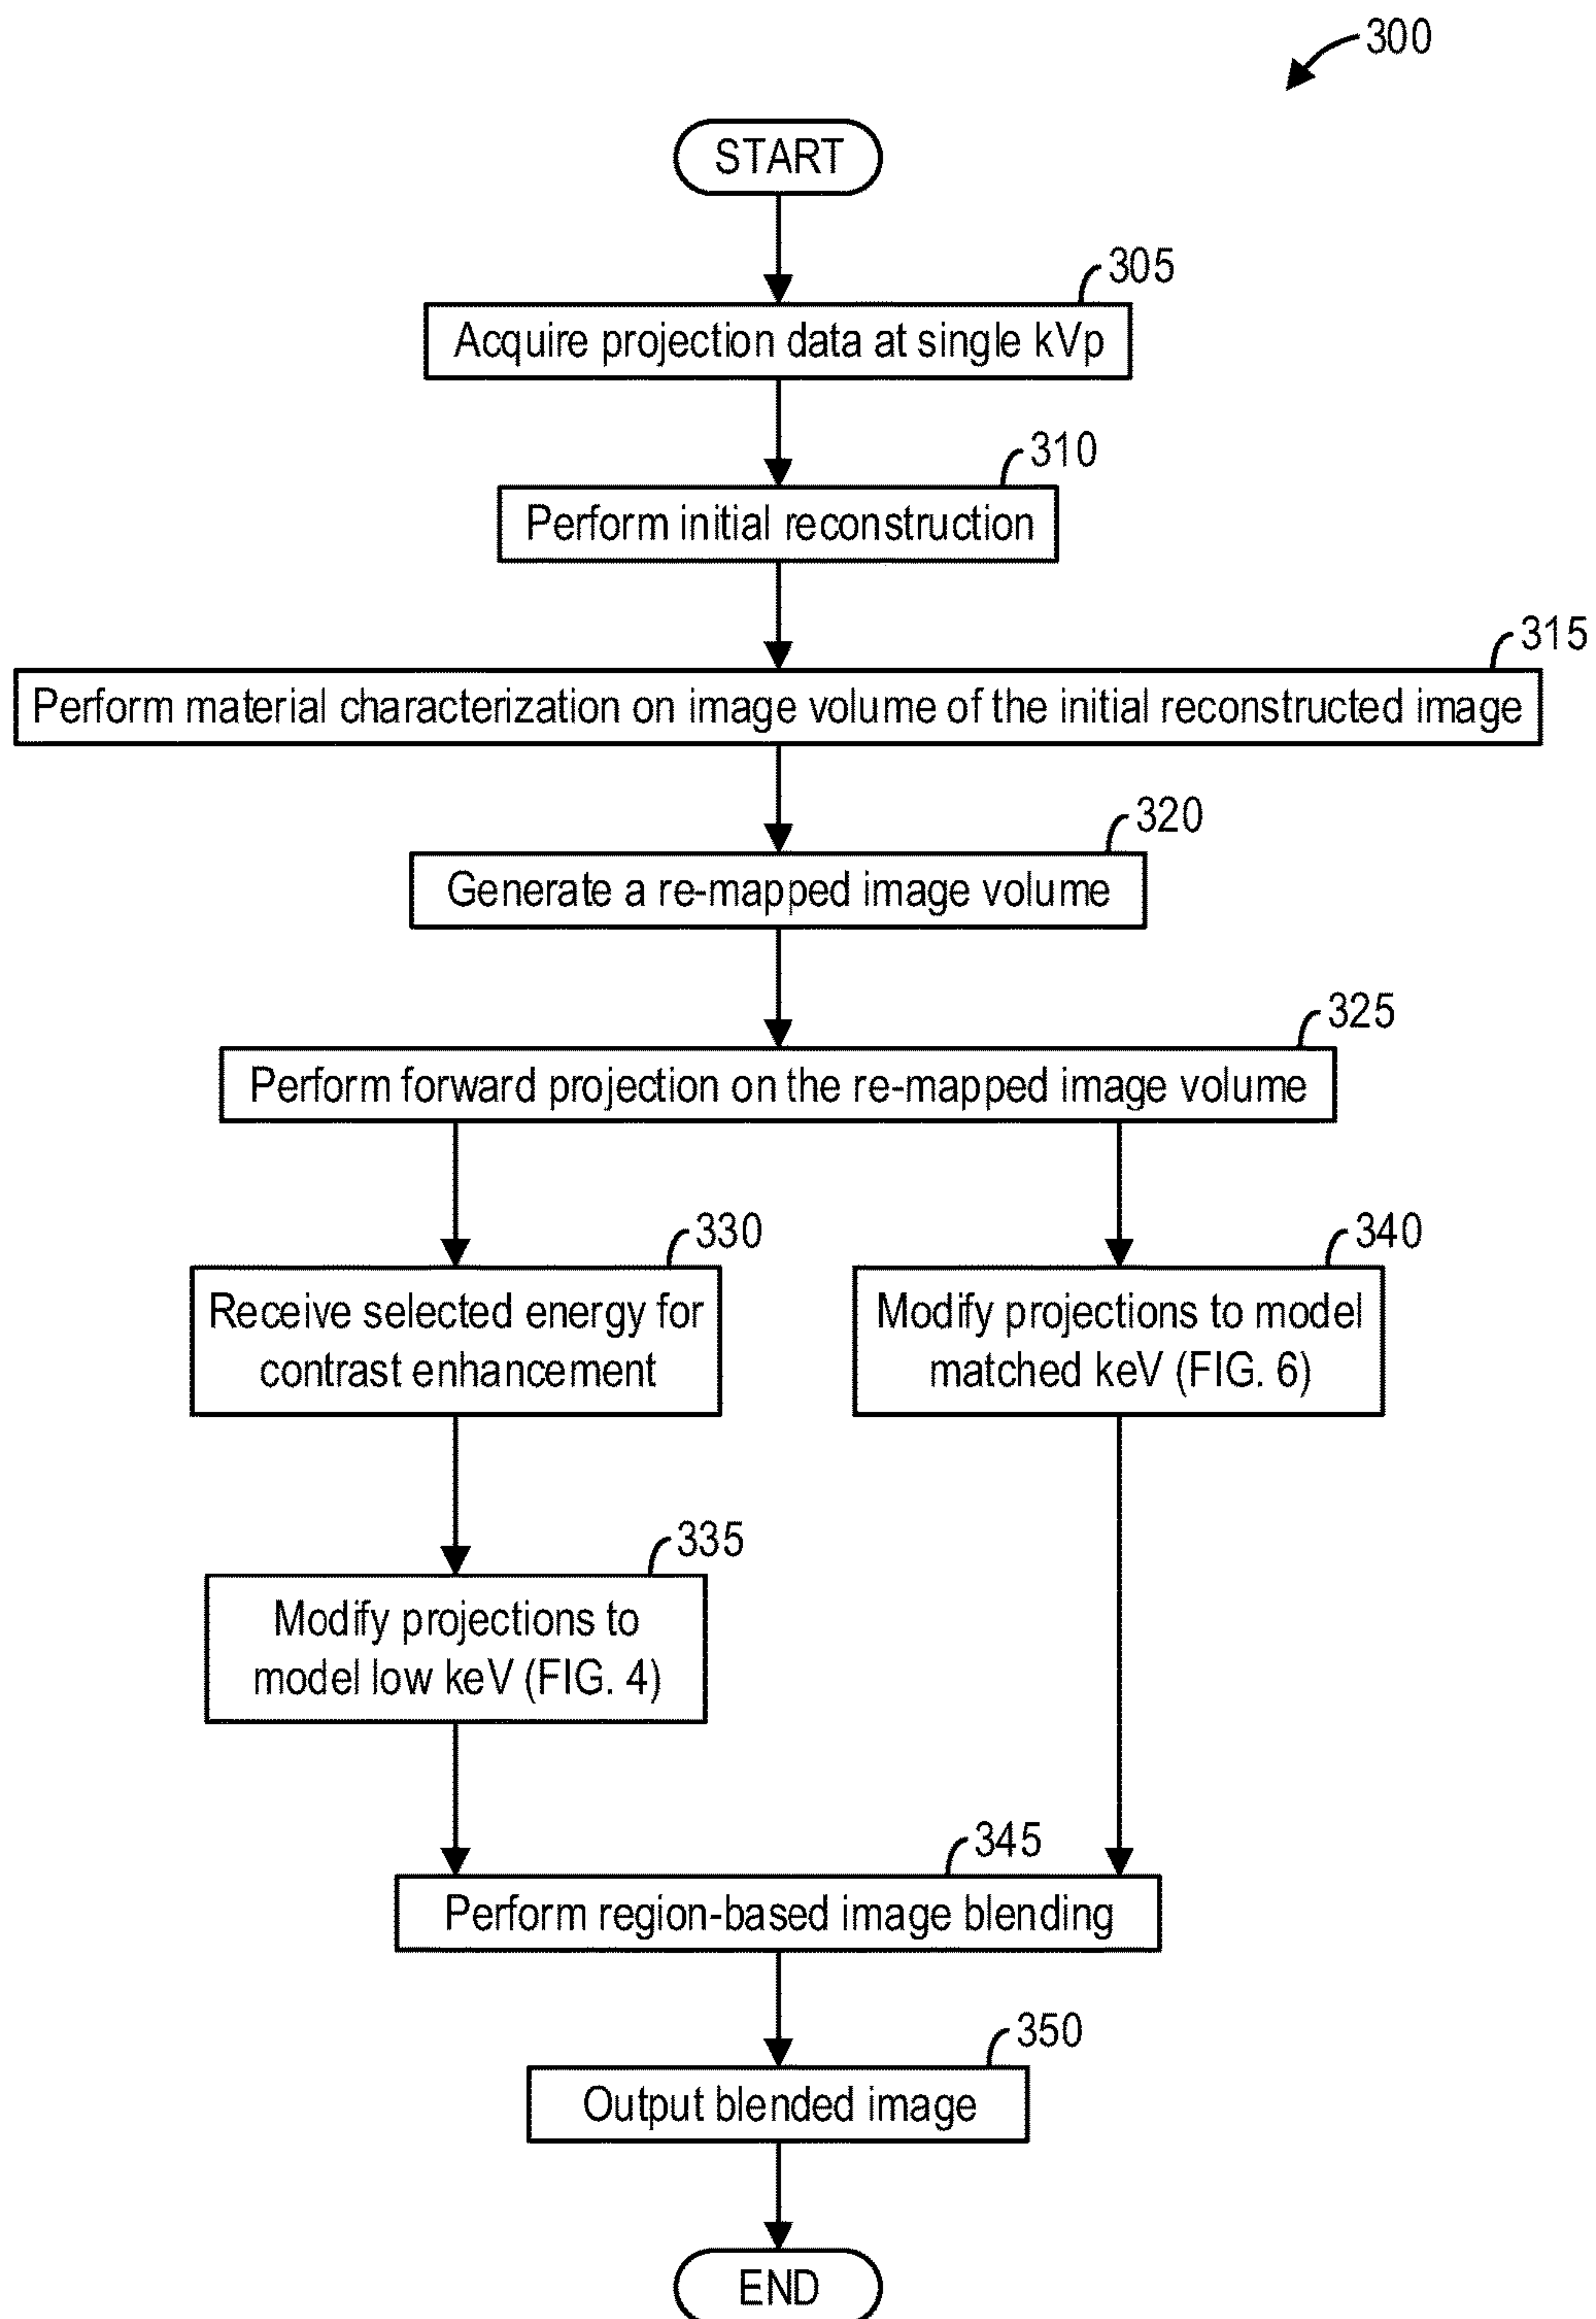 300
START
305
Acquire projection data at single kVp
310
Perform initial reconstruction
315
Perform material characterization on image volume of the initial reconstructed image
320
Generate a re-mapped image volume
325
Perform forward projection on the re-mapped image volume
330
Receive selected energy for
contrast enhancement
340
Modify projections to model
matched keV (FIG. 6)
335
Modify projections to
model low keV (FIG. 4)
345
Perform region-based image blending
350
Output blended image
END